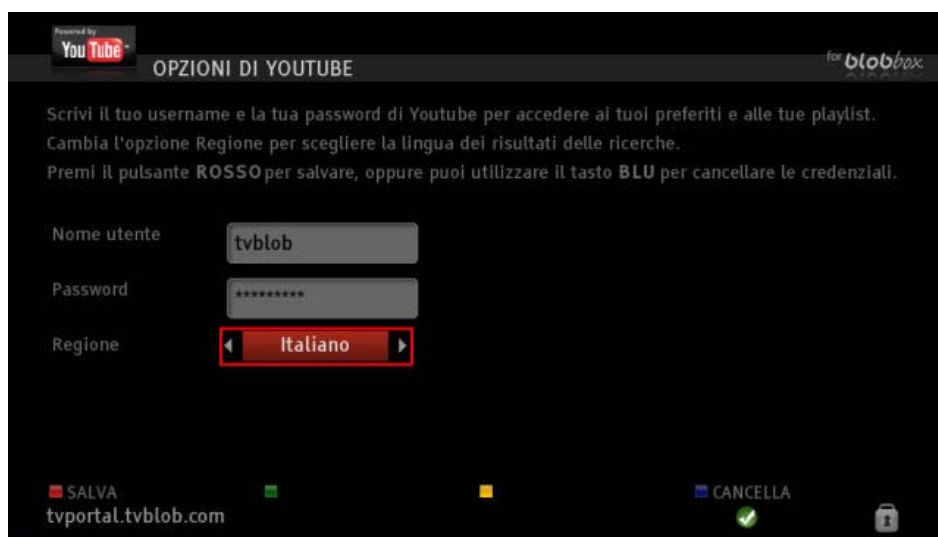 Powered by
YouTube™
OPZIONI DI YOUTUBE
for blobbox
Scrivi il tuo username e la tua password di Youtube per accedere ai tuoi preferiti e alle tue playlist.
Cambia l'opzione Regione per scegliere la lingua dei risultati delle ricerche.
Premi il pulsante ROSSO per salvare, oppure puoi utilizzare il tasto BLU per cancellare le credenziali.
Nome utente
tvblob
Password
*********
Regione
Italiano
SALVA
CANCELLA
tvportal.tvblob.com